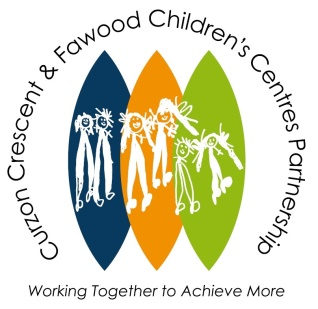 Curzon Crescent & Fawood Children's Centres Partnership
Working Together to Achieve More